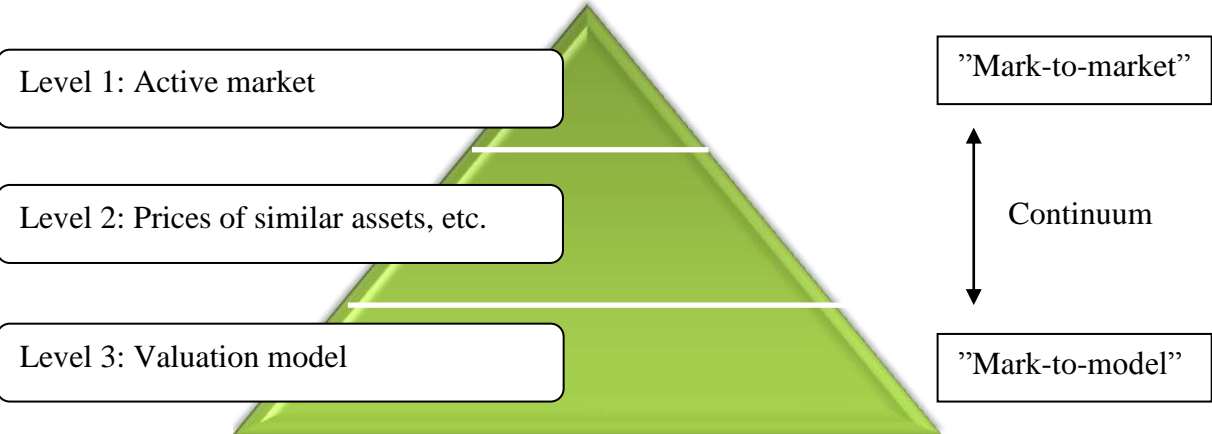 Level 1: Active market
”Mark-to-market”
Level 2: Prices of similar assets, etc.
Continuum
Level 3: Valuation model
”Mark-to-model”